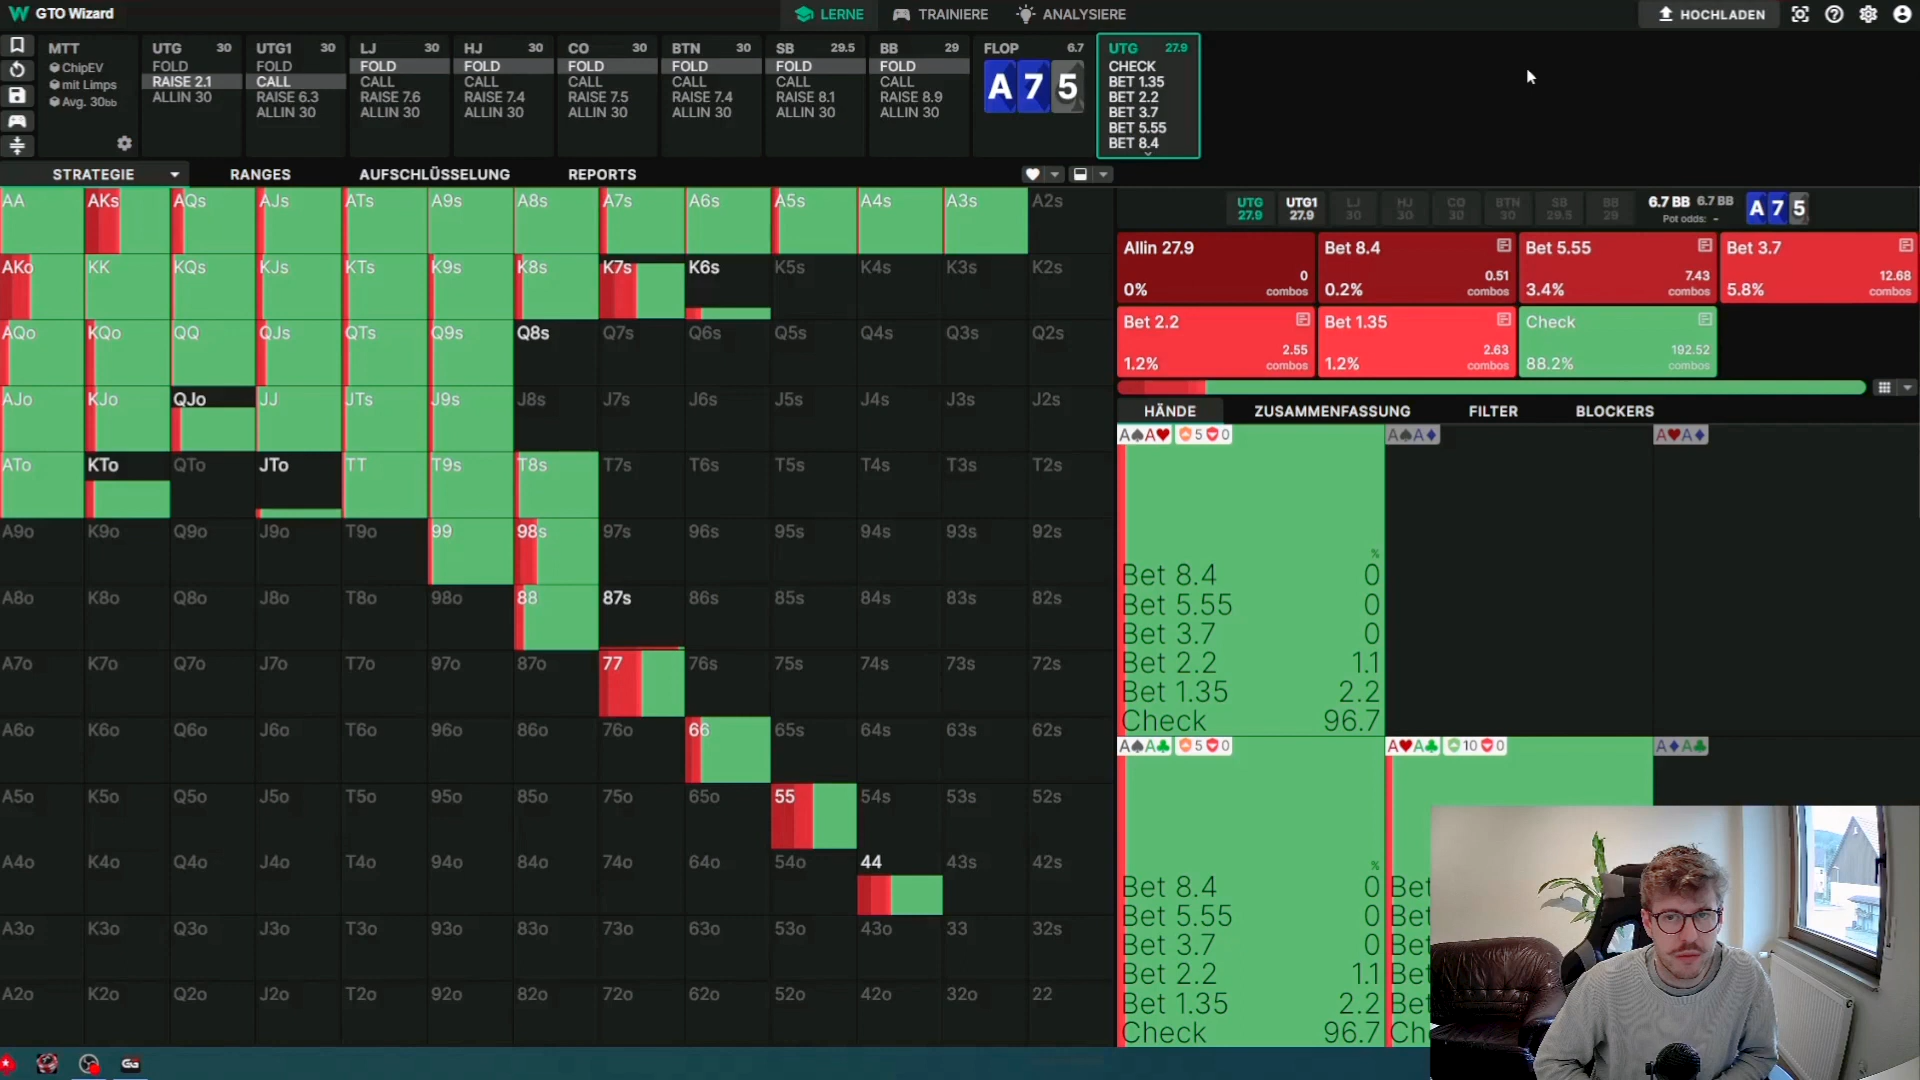 GTO Wizard
LERNE
TRAINIERE
ANALYSIERE
HOCHLADEN
MTT
ChipEV
mit Limps
Avg. 30bb
UTG 30
FOLD
RAISE 2.1
ALLIN 30
UTG1 30
FOLD
CALL
RAISE 6.3
ALLIN 30
LJ 30
FOLD
CALL
RAISE 7.6
ALLIN 30
HJ 30
FOLD
CALL
RAISE 7.4
ALLIN 30
CO 30
FOLD
CALL
RAISE 7.5
ALLIN 30
BTN 30
FOLD
CALL
RAISE 7.4
ALLIN 30
SB 29.5
FOLD
CALL
RAISE 8.1
ALLIN 30
BB 29
FOLD
CALL
RAISE 8.9
ALLIN 30
FLOP 6.7
A 7 5
UTG 27.9
CHECK
BET 1.35
BET 2.2
BET 3.7
BET 5.55
BET 8.4
STRATEGIE
RANGES
AUFSCHLÜSSELUNG
REPORTS
AA AKs AQs AJs ATs A9s A8s A7s A6s A5s A4s A3s A2s
AKo KK KQs KJs KTs K9s K8s K7s K6s K5s K4s K3s K2s
AQo KQo QQ QJs QTs Q9s Q8s Q7s Q6s Q5s Q4s Q3s Q2s
AJo KJo QJo JJ JTs J9s J8s J7s J6s J5s J4s J3s J2s
ATo KTo QTo JTo TT T9s T8s T7s T6s T5s T4s T3s T2s
A9o K9o Q9o J9o T9o 99 98s 97s 96s 95s 94s 93s 92s
A8o K8o Q8o J8o T8o 98o 88 87s 86s 85s 84s 83s 82s
A7o K7o Q7o J7o T7o 97o 87o 77 76s 75s 74s 73s 72s
A6o K6o Q6o J6o T6o 96o 86o 76o 66 65s 64s 63s 62s
A5o K5o Q5o J5o T5o 95o 85o 75o 65o 55 54s 53s 52s
A4o K4o Q4o J4o T4o 94o 84o 74o 64o 54o 44 43s 42s
A3o K3o Q3o J3o T3o 93o 83o 73o 63o 53o 43o 33 32s
A2o K2o Q2o J2o T2o 92o 82o 72o 62o 52o 42o 32o 22
UTG 27.9
UTG1 27.9
LJ 30
HJ 30
CO 30
BTN 30
SB 29.5
BB 29
6.7 BB 6.7 BB
Pot odds: -
A 7 5
Allin 27.9
0
0% combos
Bet 8.4
0.51
0.2% combos
Bet 5.55
7.43
3.4% combos
Bet 3.7
12.68
5.8% combos
Bet 2.2
2.55
1.2% combos
Bet 1.35
2.63
1.2% combos
Check
192.52
88.2% combos
HÄNDE
ZUSAMMENFASSUNG
FILTER
BLOCKERS
A♠A♥ 5 0
A♠A♦
A♥A♦
%
Bet 8.4 0
Bet 5.55 0
Bet 3.7 0
Bet 2.2 1.1
Bet 1.35 2.2
Check 96.7
A♠A♣ 5 0
A♥A♣ 10 0
A♦A♣
%
Bet 8.4 0 Bet
Bet 5.55 0 Bet
Bet 3.7 0 Bet
Bet 2.2 1.1 Bet
Bet 1.35 2.2 Bet
Check 96.7 Ch
GG